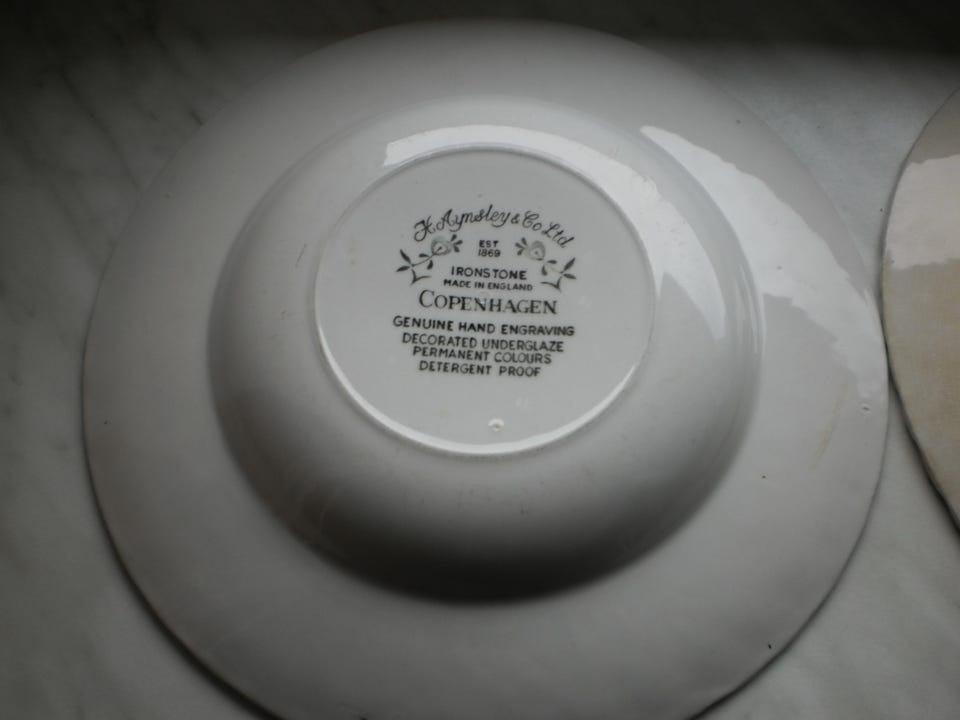 H Aynsley & Co Ltd
EST
1869
IRONSTONE
MADE IN ENGLAND
COPENHAGEN
GENUINE HAND ENGRAVING
DECORATED UNDERGLAZE
PERMANENT COLOURS
DETERGENT PROOF